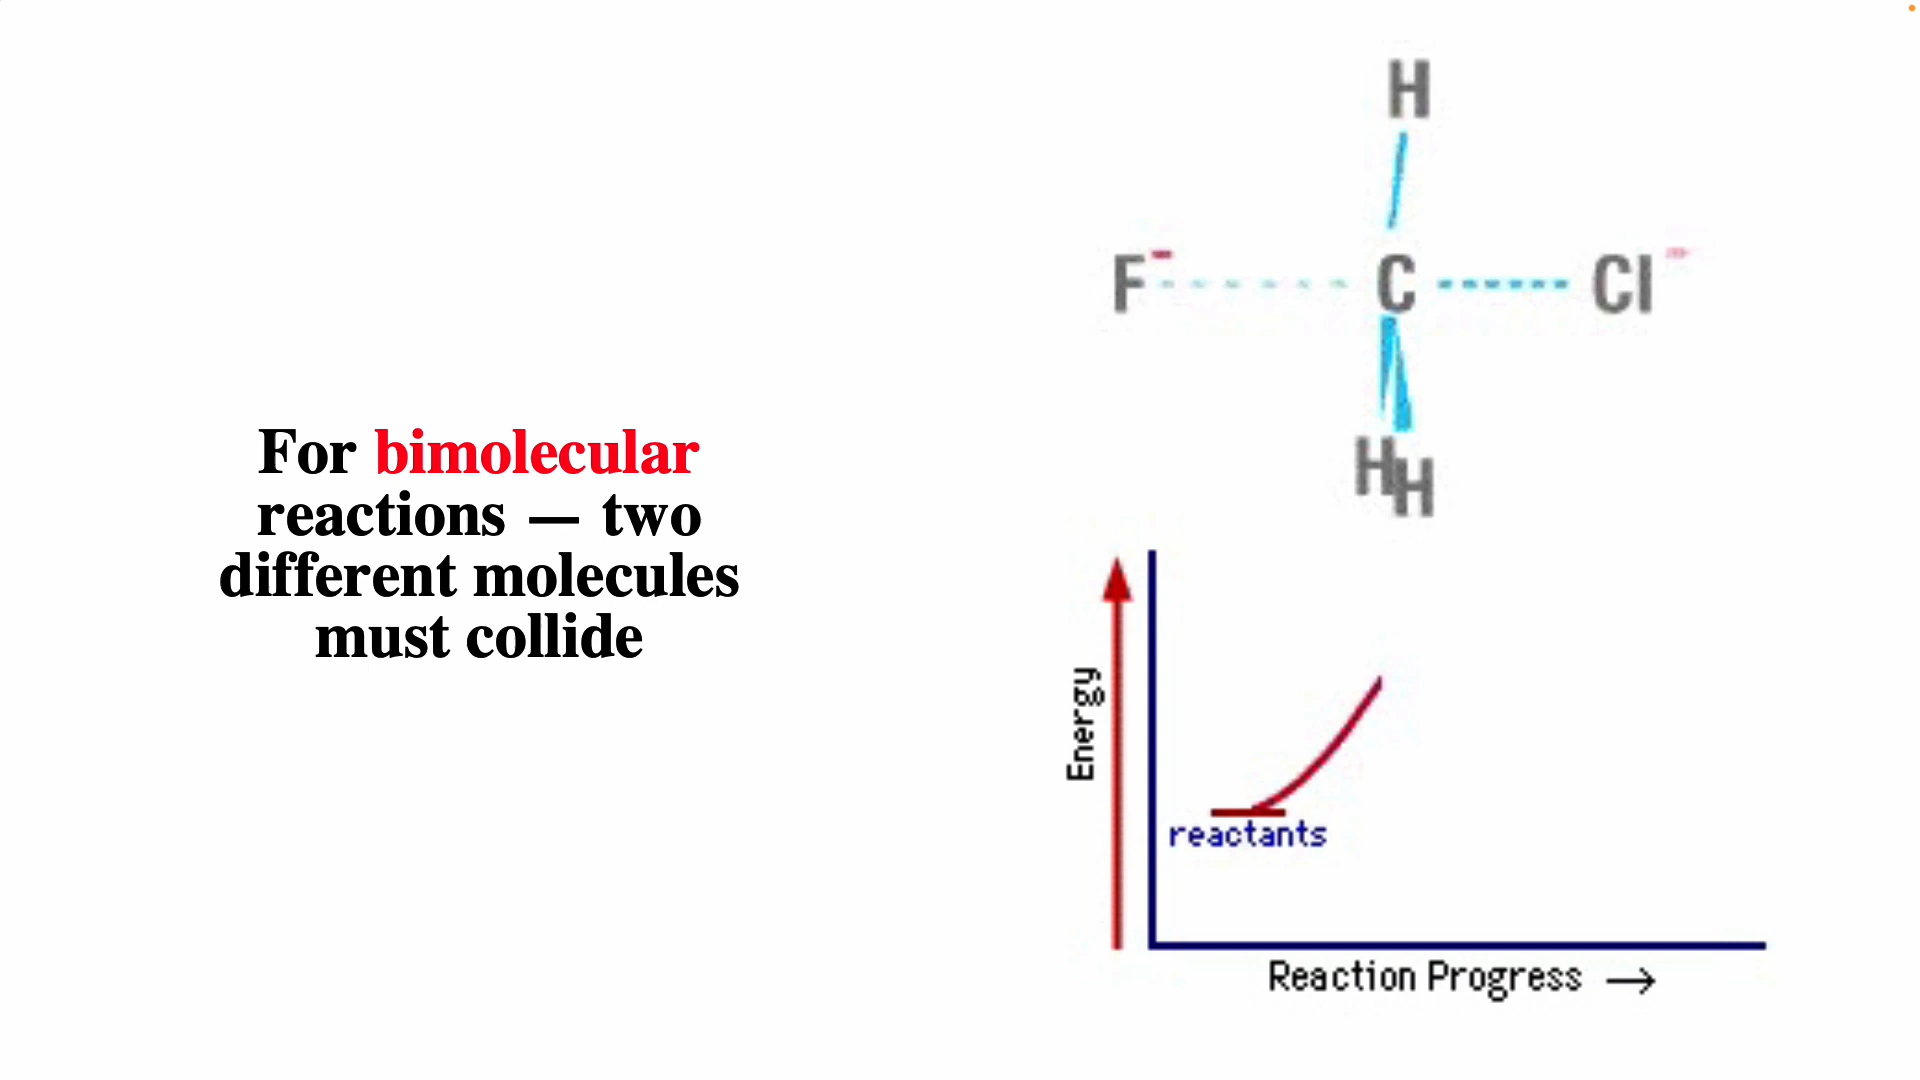 For bimolecular
reactions — two
different molecules
must collide
H
F⁻ C Cl⁻
H
H
Energy
reactants
Reaction Progress →